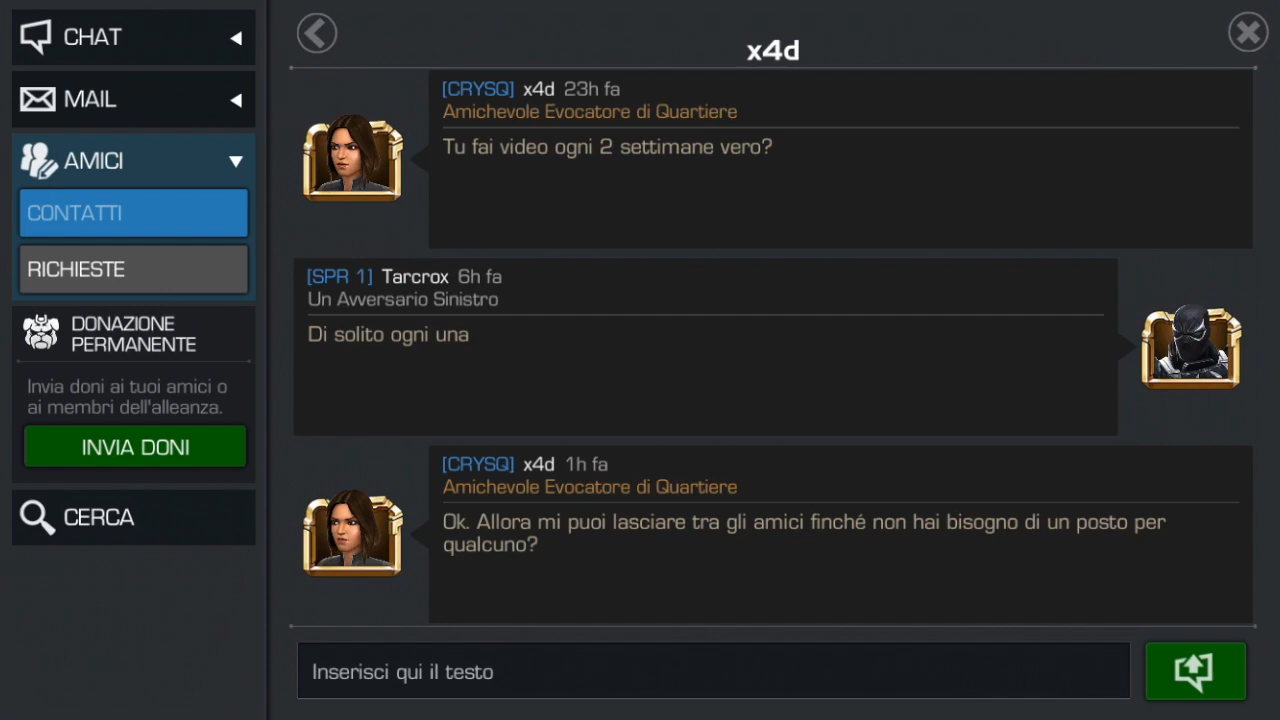 CHAT
MAIL
AMICI
CONTATTI
RICHIESTE
DONAZIONE
PERMANENTE
Invia doni ai tuoi amici o
ai membri dell'alleanza.
INVIA DONI
CERCA
x4d
[CRYSQ] x4d 23h fa
Amichevole Evocatore di Quartiere
Tu fai video ogni 2 settimane vero?
[SPR 1] Tarcrox 6h fa
Un Avversario Sinistro
Di solito ogni una
[CRYSQ] x4d 1h fa
Amichevole Evocatore di Quartiere
Ok. Allora mi puoi lasciare tra gli amici finché non hai bisogno di un posto per
qualcuno?
Inserisci qui il testo